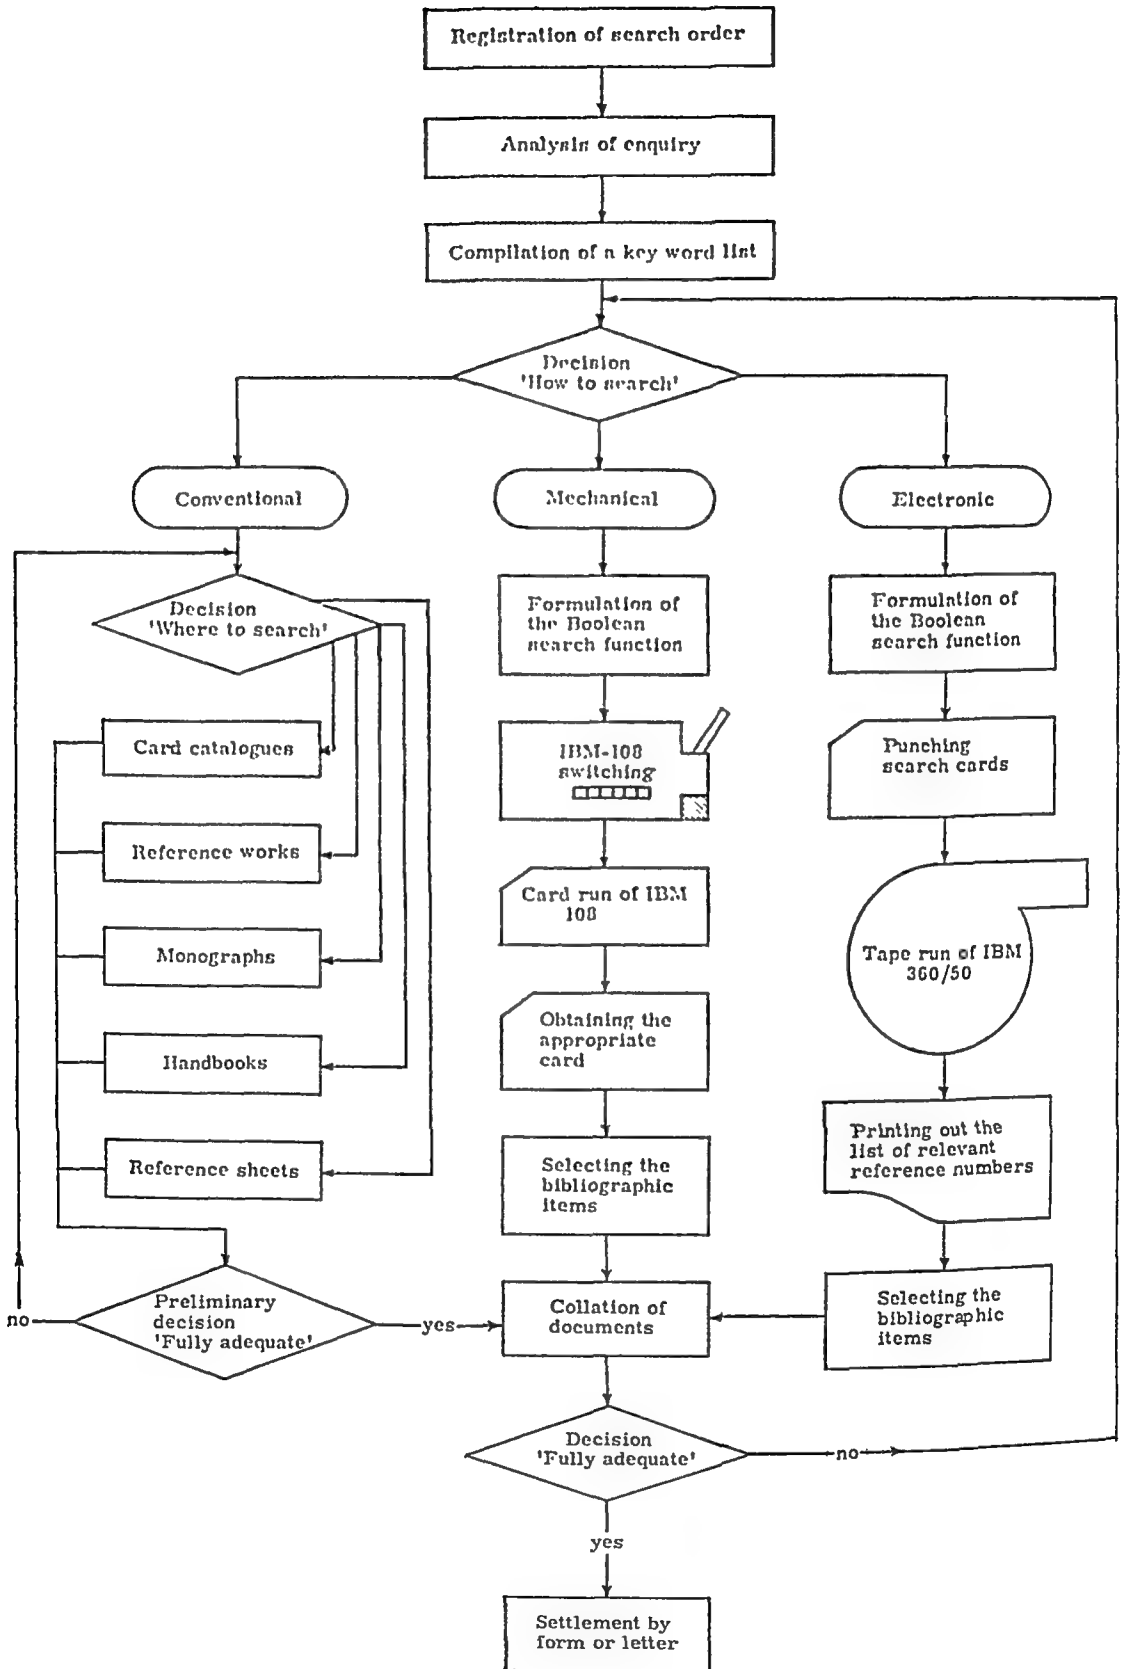 Registration of search order
Analysis of enquiry
Compilation of a key word list
Decision
'How to search'
Conventional
Mechanical
Electronic
Decision
'Where to search'
Card catalogues
Reference works
Monographs
Handbooks
Reference sheets
Preliminary
decision
'Fully adequate'
no
yes
Formulation of
the Boolean
search function
IBM-108
switching
Card run of IBM
108
Obtaining the
appropriate
card
Selecting the
bibliographic
items
Collation of
documents
Formulation of
the Boolean
search function
Punching
search cards
Tape run of IBM
360/50
Printing out the
list of relevant
reference numbers
Selecting the
bibliographic
items
Decision
'Fully adequate'
no
yes
Settlement by
form or letter